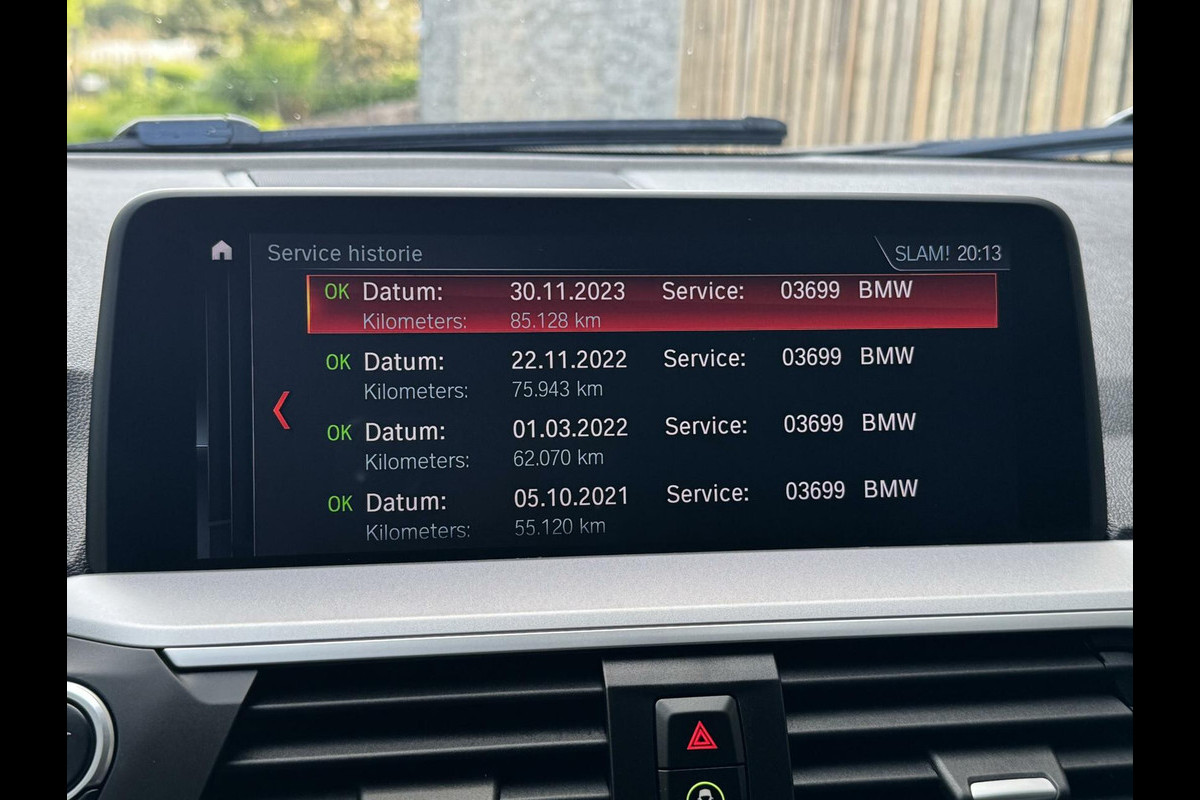 Service historie
SLAM! 20:13
OK Datum: 30.11.2023 Service: 03699 BMW
Kilometers: 85.128 km
OK Datum: 22.11.2022 Service: 03699 BMW
Kilometers: 75.943 km
OK Datum: 01.03.2022 Service: 03699 BMW
Kilometers: 62.070 km
OK Datum: 05.10.2021 Service: 03699 BMW
Kilometers: 55.120 km